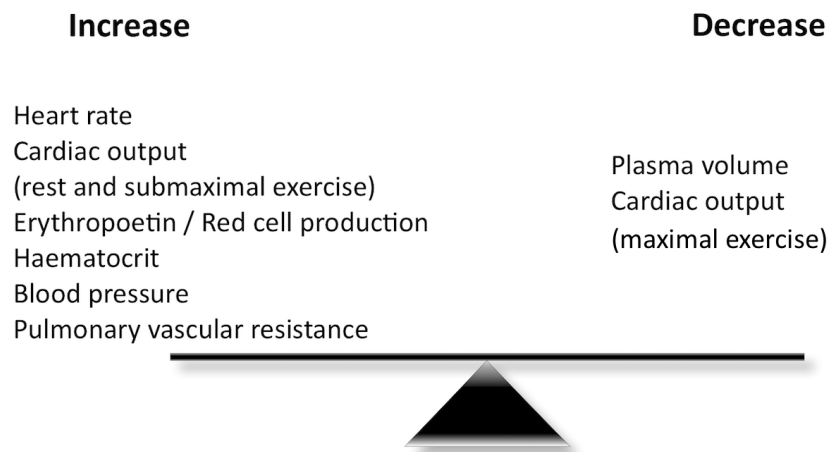 Increase
Decrease
Heart rate
Cardiac output
(rest and submaximal exercise)
Erythropoetin / Red cell production
Haematocrit
Blood pressure
Pulmonary vascular resistance
Plasma volume
Cardiac output
(maximal exercise)